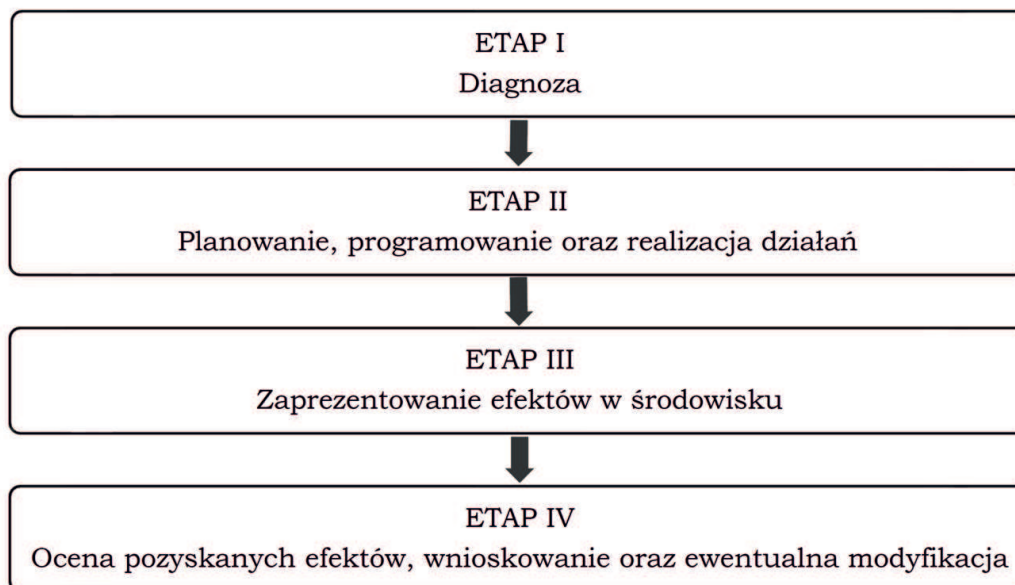 ETAP I
Diagnoza
ETAP II
Planowanie, programowanie oraz realizacja działań
ETAP III
Zaprezentowanie efektów w środowisku
ETAP IV
Ocena pozyskanych efektów, wnioskowanie oraz ewentualna modyfikacja